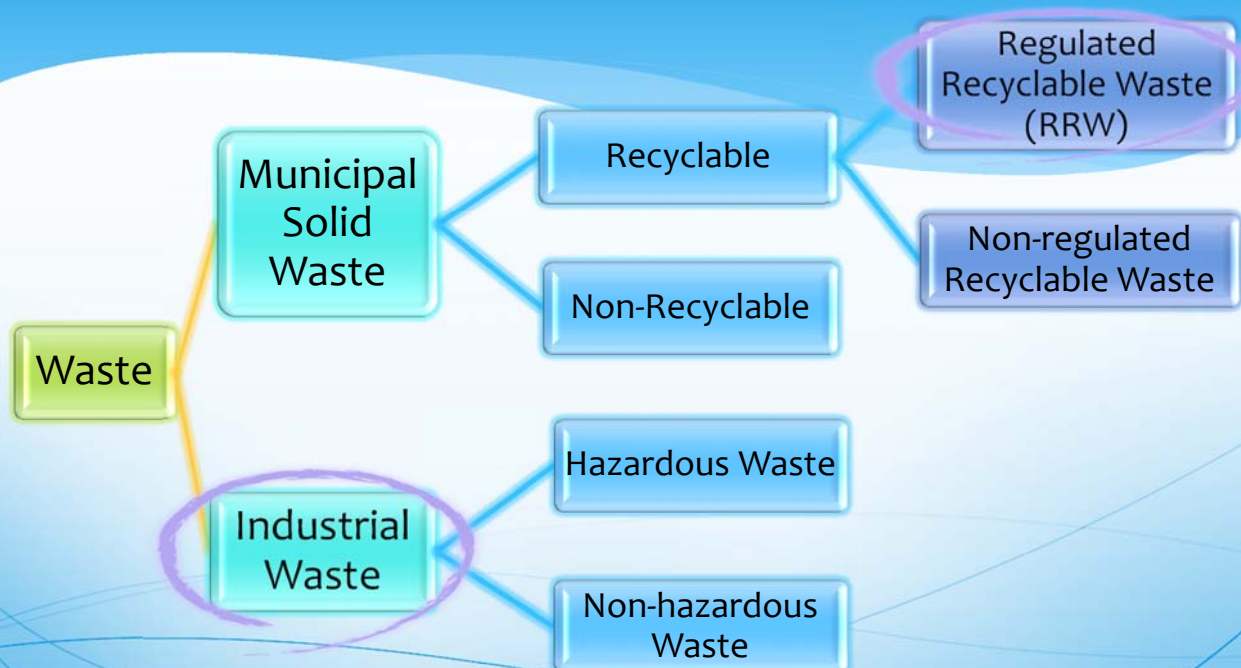 Waste
Municipal
Solid
Waste
Recyclable
Regulated
Recyclable Waste
(RRW)
Non-regulated
Recyclable Waste
Non-Recyclable
Industrial
Waste
Hazardous Waste
Non-hazardous
Waste